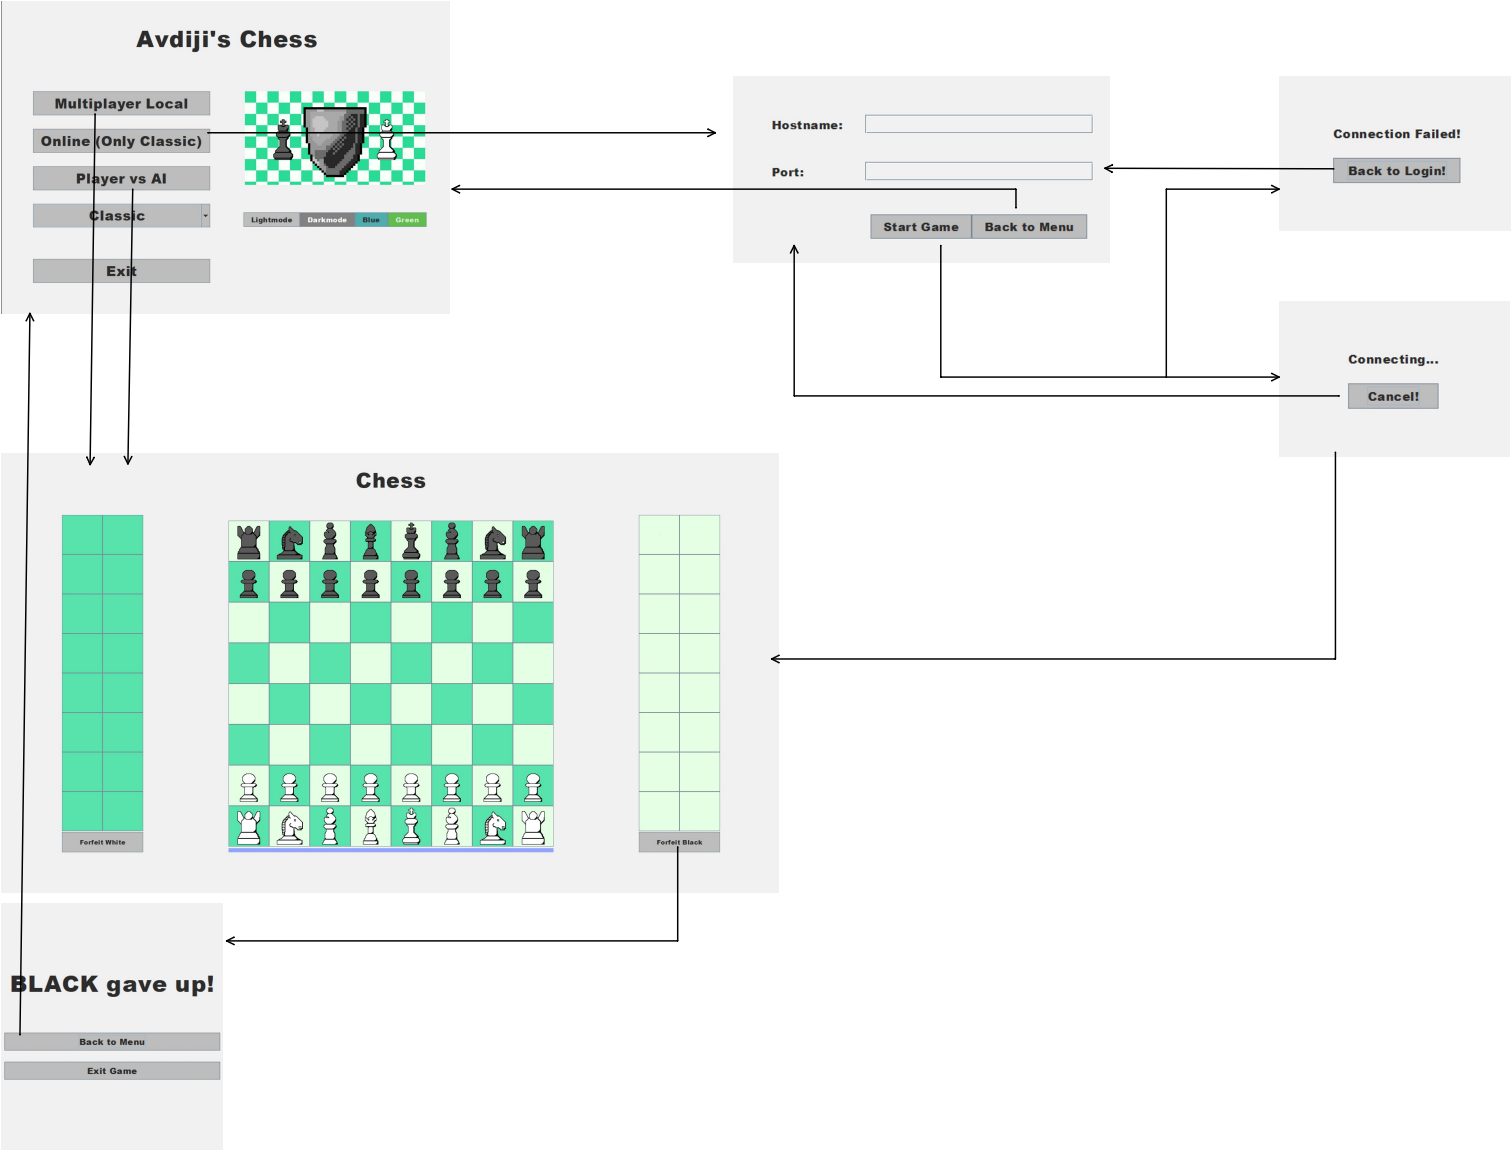 Avdiji's Chess
Multiplayer Local
Online (Only Classic)
Player vs AI
Classic
Exit
Lightmode Darkmode Blue Green
Hostname:
Port:
Start Game Back to Menu
Connection Failed!
Back to Login!
Connecting...
Cancel!
Chess
Forfeit White
Forfeit Black
BLACK gave up!
Back to Menu
Exit Game